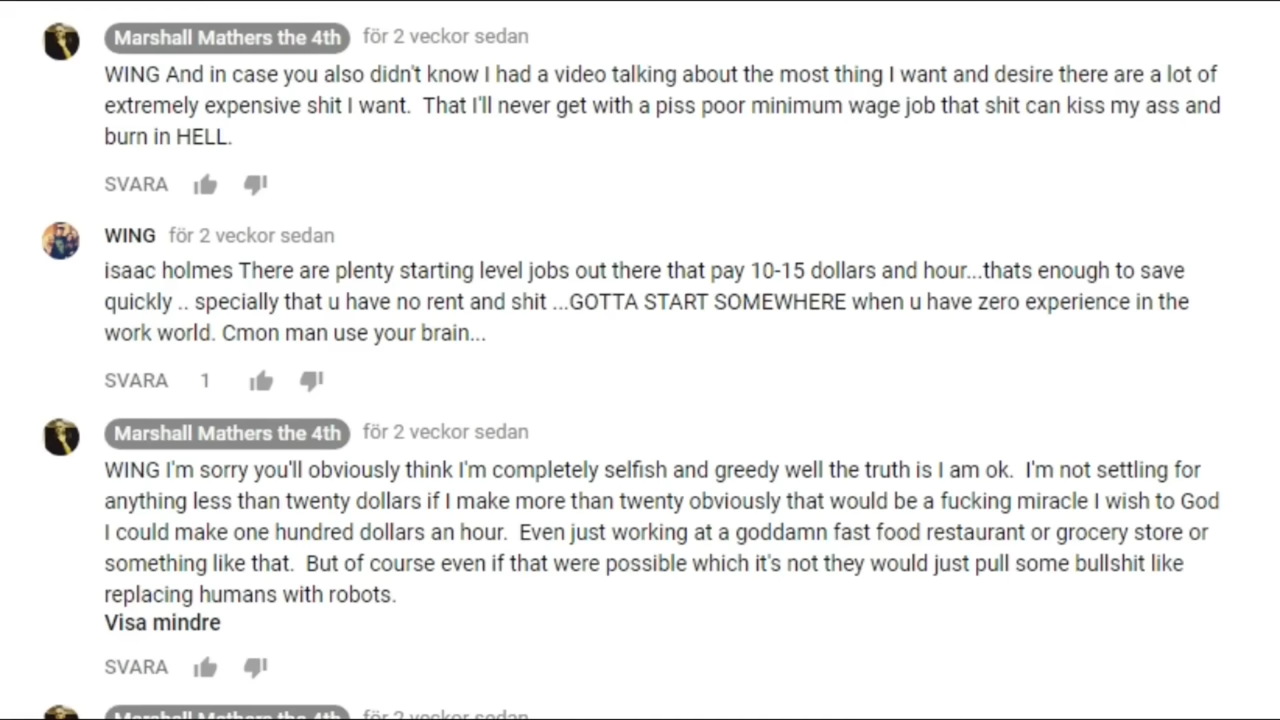 Marshall Mathers the 4th för 2 veckor sedan
WING And in case you also didn't know I had a video talking about the most thing I want and desire there are a lot of
extremely expensive shit I want.  That I'll never get with a piss poor minimum wage job that shit can kiss my ass and
burn in HELL.
SVARA
WING för 2 veckor sedan
isaac holmes There are plenty starting level jobs out there that pay 10-15 dollars and hour...thats enough to save
quickly .. specially that u have no rent and shit ...GOTTA START SOMEWHERE when u have zero experience in the
work world. Cmon man use your brain...
SVARA 1
Marshall Mathers the 4th för 2 veckor sedan
WING I'm sorry you'll obviously think I'm completely selfish and greedy well the truth is I am ok.  I'm not settling for
anything less than twenty dollars if I make more than twenty obviously that would be a fucking miracle I wish to God
I could make one hundred dollars an hour.  Even just working at a goddamn fast food restaurant or grocery store or
something like that.  But of course even if that were possible which it's not they would just pull some bullshit like
replacing humans with robots.
Visa mindre
SVARA
Marshall Mathers the 4th för 2 veckor sedan